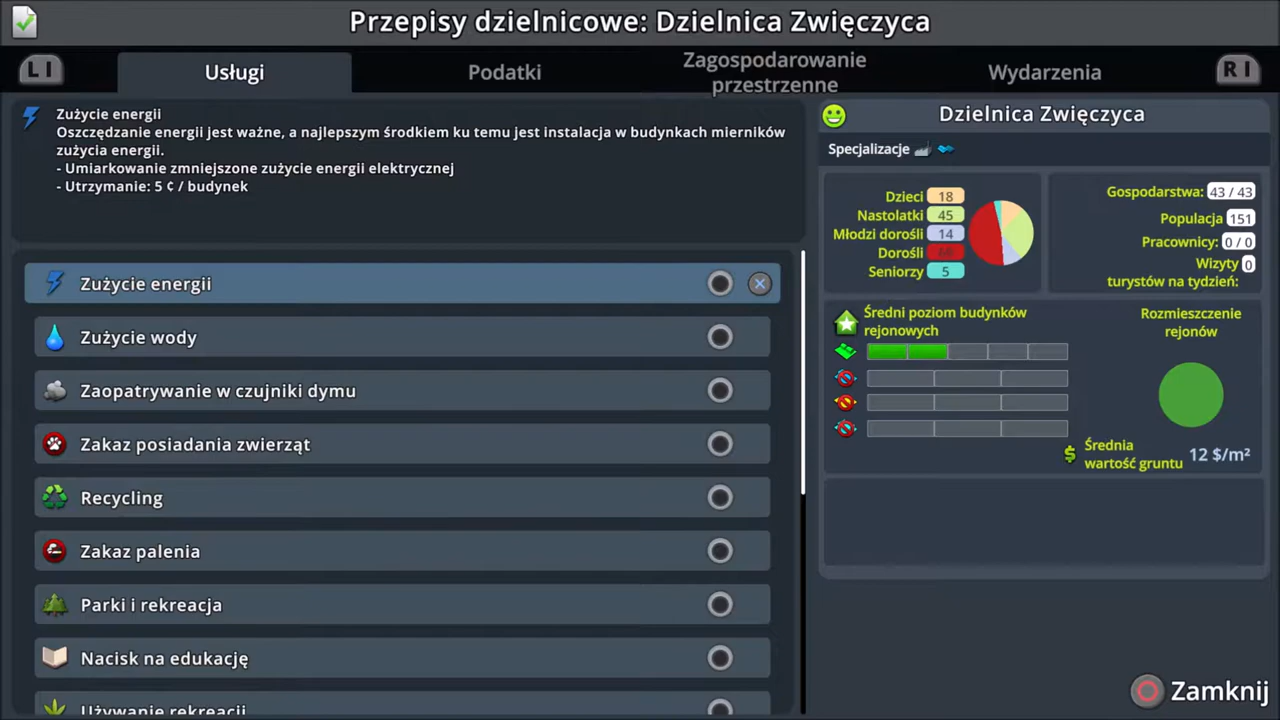 Przepisy dzielnicowe: Dzielnica Zwięczyca
L1
Usługi
Podatki
Zagospodarowanie
przestrzenne
Wydarzenia
R1
Zużycie energii
Oszczędzanie energii jest ważne, a najlepszym środkiem ku temu jest instalacja w budynkach mierników
zużycia energii.
- Umiarkowanie zmniejszone zużycie energii elektrycznej
- Utrzymanie: 5 ¢ / budynek
Zużycie energii
Zużycie wody
Zaopatrywanie w czujniki dymu
Zakaz posiadania zwierząt
Recycling
Zakaz palenia
Parki i rekreacja
Nacisk na edukację
Używanie rekreacji
Dzielnica Zwięczyca
Specjalizacje
Dzieci 18
Nastolatki 45
Młodzi dorośli 14
Dorośli
Seniorzy 5
Gospodarstwa: 43 / 43
Populacja 151
Pracownicy: 0 / 0
Wizyty 0
turystów na tydzień:
Średni poziom budynków
rejonowych
Rozmieszczenie
rejonów
Średnia
wartość gruntu 12 $/m²
Zamknij